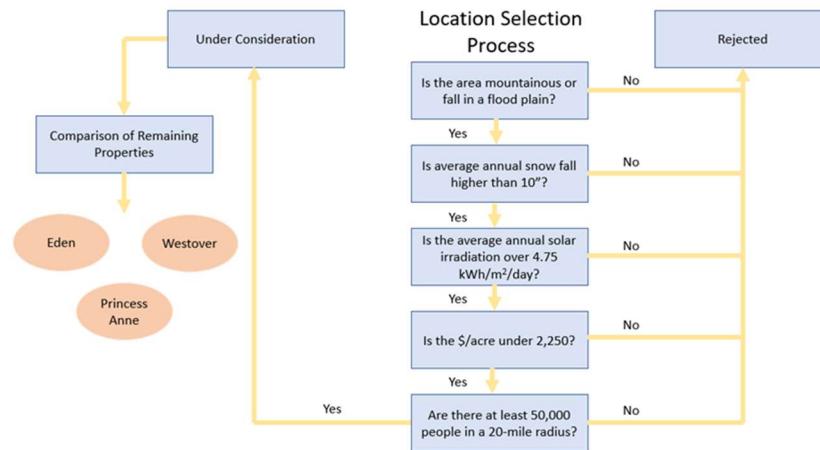 Location Selection
Process
Under Consideration
Rejected
Is the area mountainous or
fall in a flood plain?
No
Yes
Comparison of Remaining
Properties
Is average annual snow fall
higher than 10”?
No
Yes
Eden
Westover
Princess
Anne
Is the average annual solar
irradiation over 4.75
kWh/m²/day?
No
Yes
Is the $/acre under 2,250?
No
Yes
Are there at least 50,000
people in a 20-mile radius?
Yes
No